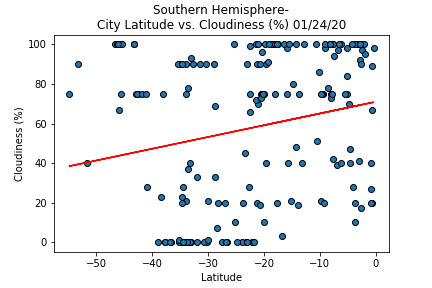 Southern Hemisphere-
City Latitude vs. Cloudiness (%) 01/24/20
Cloudiness (%)
100
80
60
40
20
0
−50 −40 −30 −20 −10 0
Latitude